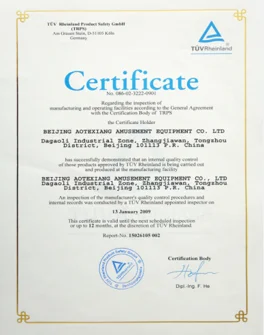 TÜV Rheinland Product Safety GmbH
(TRPS)
Am Grauen Stein, D-51105 Köln
Germany
TÜVRheinland
Certificate
Regarding the inspection of
manufacturing and operating facilities according to the General Agreement
with the Certification Body of TRPS
the Certificate Holder
BEIJING AOTEXIANG AMUSEMENT EQUIPMENT CO. LTD
Dagaoli Industrial Zone, Zhangjiawan, Tongzhou
District, Beijing 101113 P.R. China
has successfully demonstrated that an internal quality control
of those products approved by TÜV Rheinland is being carried out
and produced at the manufacturing facility
BEIJING AOTEXIANG AMUSEMENT EQUIPMENT CO., LTD
Dagaoli Industrial Zone, Zhangjiawan, Tongzhou
District, Beijing 101113 P.R. China
An inspection of the manufacturer's quality control procedures and
internal records was conducted by a TÜV Rheinland appointed inspector on
13 January 2009
This certificate is valid until the next scheduled inspection
or up to 12 months, at the discretion of TÜV Rheinland
Report-No. 15026105 002
Certification Body
Dipl.-Ing. F. He